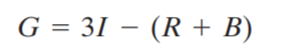 G = 3I − (R + B)